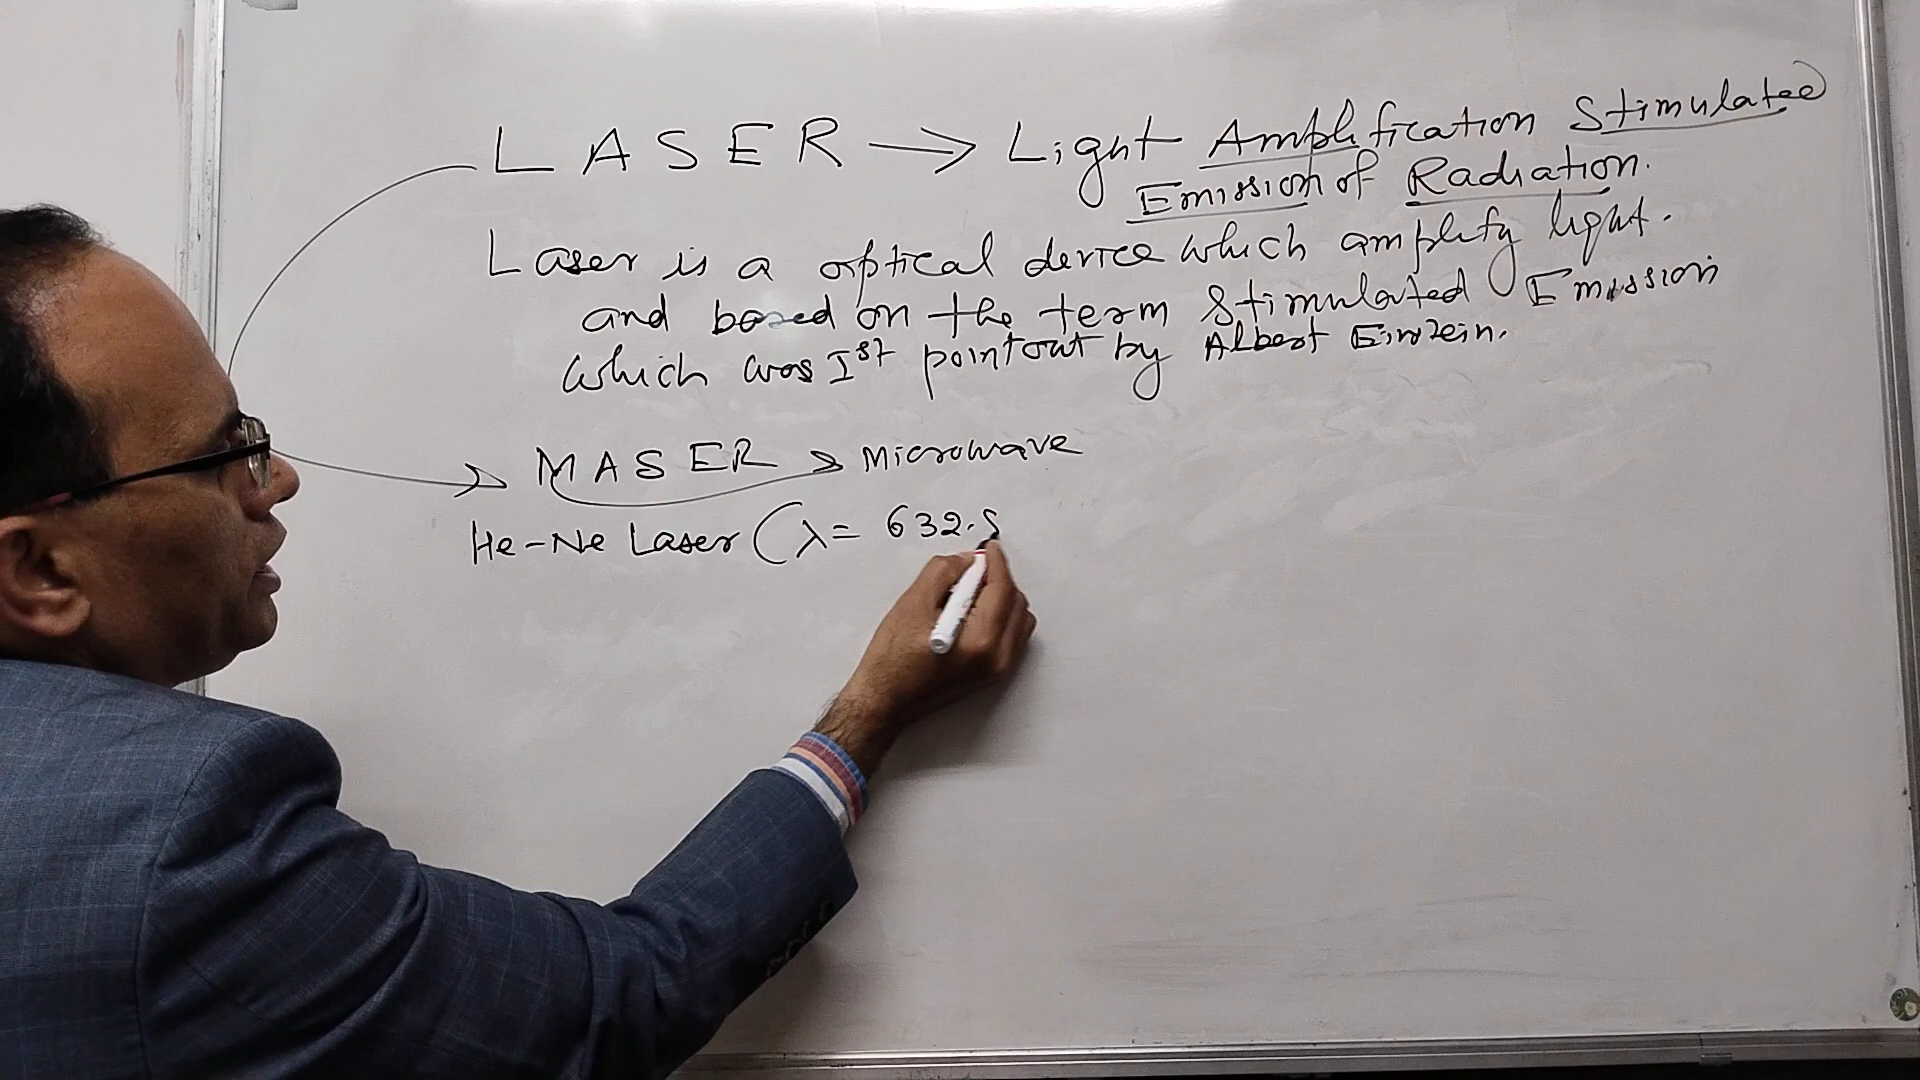 LASER → Light Amplification Stimulated
Emission of Radiation.
Laser is a optical device which amplify light.
and based on the term Stimulated Emission
which was Ist pointout by Albert Einstein.
MASER → Microwave
He-Ne Laser (λ= 632.